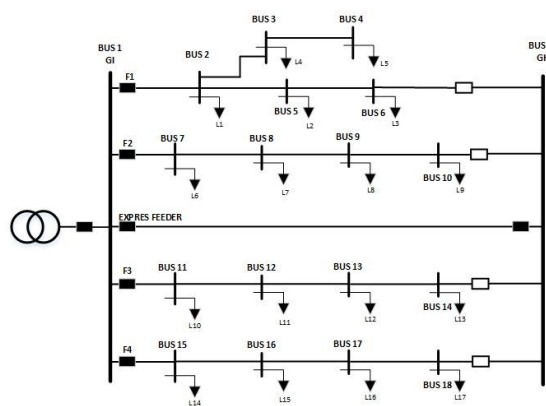 BUS 3
BUS 4
BUS 1
GI
BUS 2
BUS
GH
F1
L4
L5
BUS 5
BUS 6
L1
L2
L3
F2
BUS 7
BUS 8
BUS 9
BUS 10
L6
L7
L8
L9
EXPRES FEEDER
BUS 11
BUS 12
BUS 13
F3
BUS 14
L10
L11
L12
L13
BUS 15
BUS 16
BUS 17
F4
BUS 18
L14
L15
L16
L17